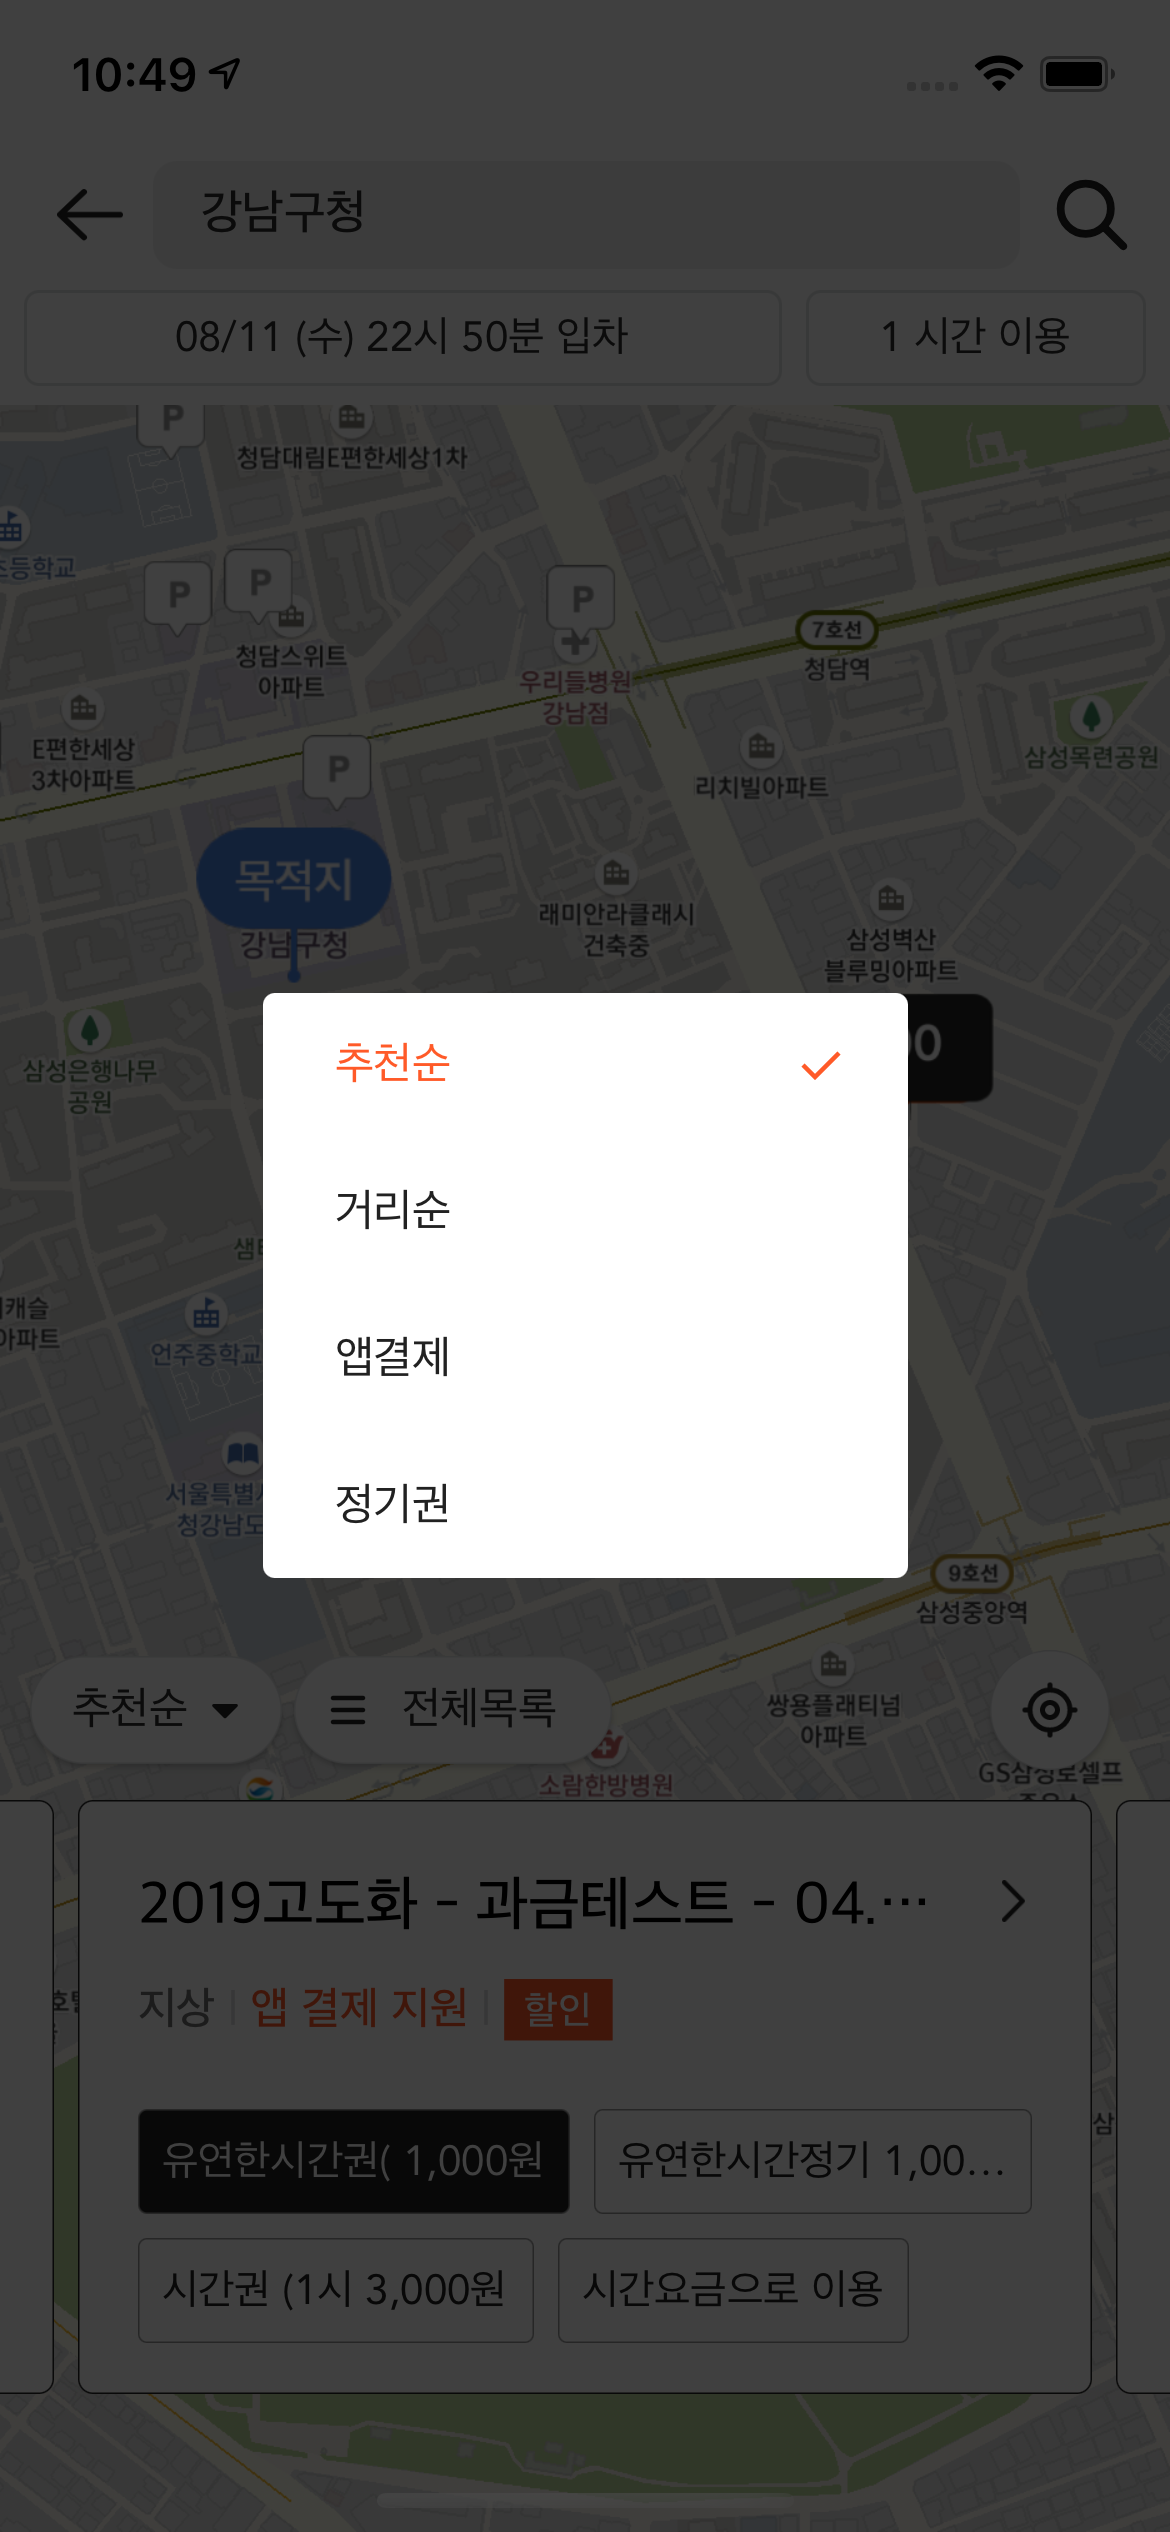 10:49
강남구청
08/11 (수) 22시 50분 입차
1 시간 이용
P
청담대림E편한세상1차
초등학교
P
P
P
7호선
청담역
청담스위트
아파트
우리들병원
강남점
E편한세상
3차아파트
P
리치빌아파트
삼성목련공원
목적지
강남구청
래미안라클래시
건축중
삼성벽산
블루밍아파트
삼성은행나무
공원
추천순
거리순
앱결제
정기권
캐슬
아파트
언주중학교
서울특별시
청강남도
9호선
삼성중앙역
추천순
전체목록
쌍용플래티넘
아파트
소람한방병원
GS삼성로셀프
2019고도화 - 과금테스트 - 04.…
지상
앱 결제 지원
할인
유연한시간권( 1,000원
유연한시간정기 1,00...
시간권 (1시 3,000원
시간요금으로 이용